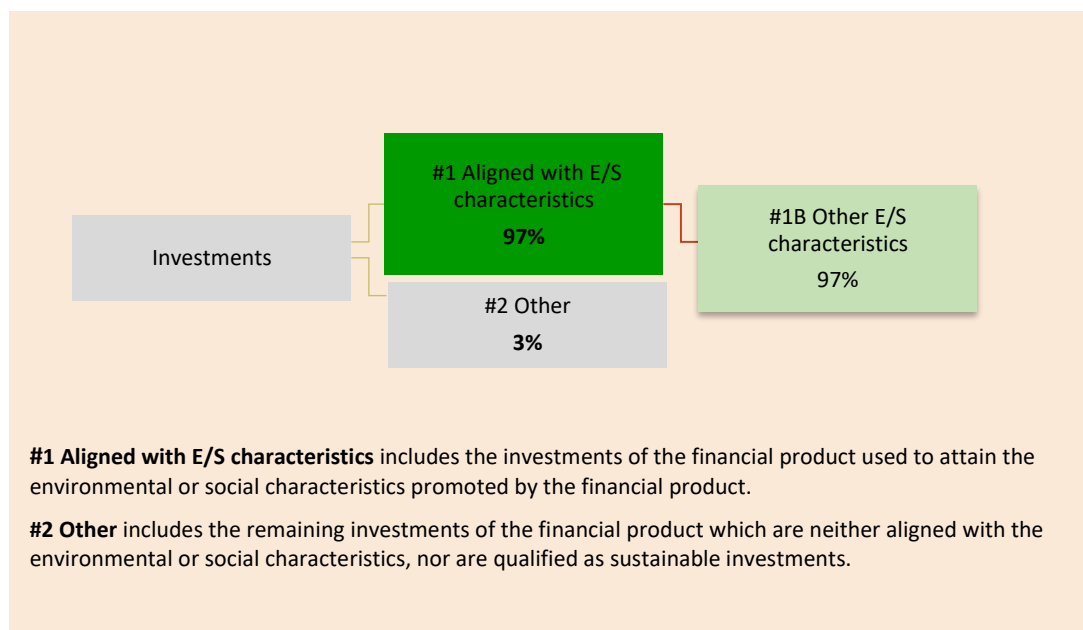 #1 Aligned with E/S
characteristics
97%
#1B Other E/S
characteristics
97%
Investments
#2 Other
3%
#1 Aligned with E/S characteristics includes the investments of the financial product used to attain the
environmental or social characteristics promoted by the financial product.
#2 Other includes the remaining investments of the financial product which are neither aligned with the
environmental or social characteristics, nor are qualified as sustainable investments.